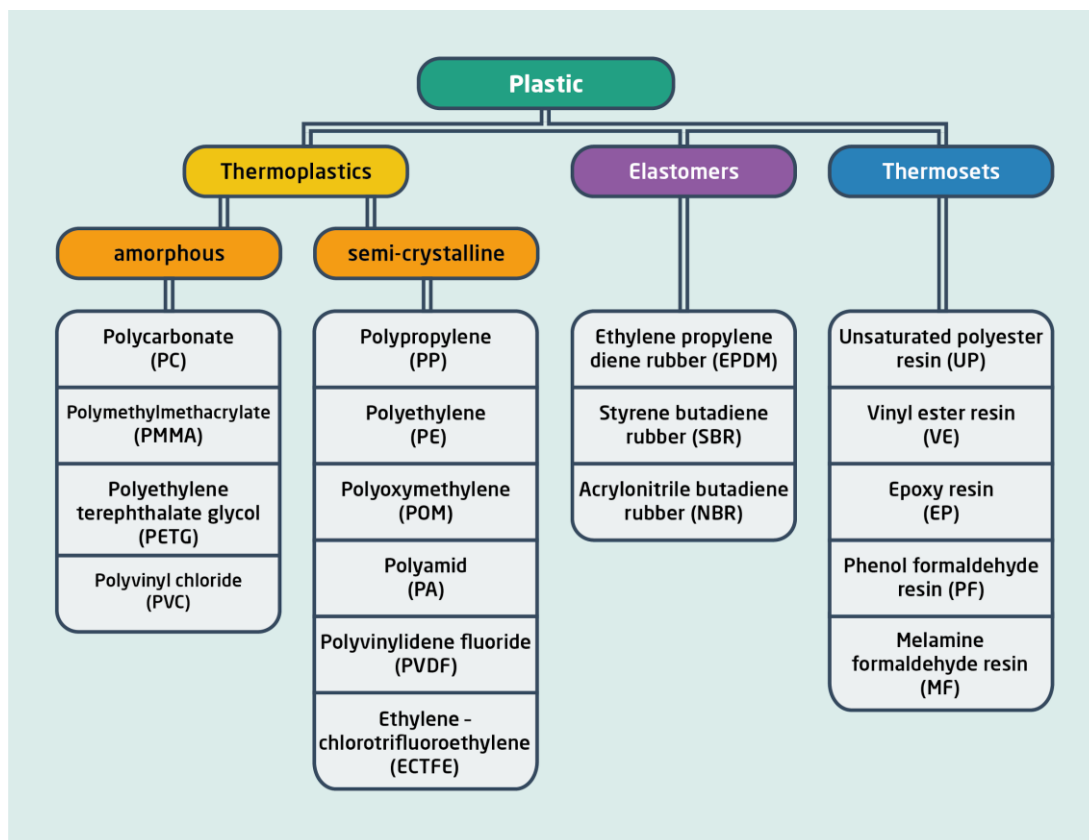 Plastic
Thermoplastics
Elastomers
Thermosets
amorphous
semi-crystalline
Polycarbonate
(PC)
Polymethylmethacrylate
(PMMA)
Polyethylene
terephthalate glycol
(PETG)
Polyvinyl chloride
(PVC)
Polypropylene
(PP)
Polyethylene
(PE)
Polyoxymethylene
(POM)
Polyamid
(PA)
Polyvinylidene fluoride
(PVDF)
Ethylene –
chlorotrifluoroethylene
(ECTFE)
Ethylene propylene
diene rubber (EPDM)
Styrene butadiene
rubber (SBR)
Acrylonitrile butadiene
rubber (NBR)
Unsaturated polyester
resin (UP)
Vinyl ester resin
(VE)
Epoxy resin
(EP)
Phenol formaldehyde
resin (PF)
Melamine
formaldehyde resin
(MF)